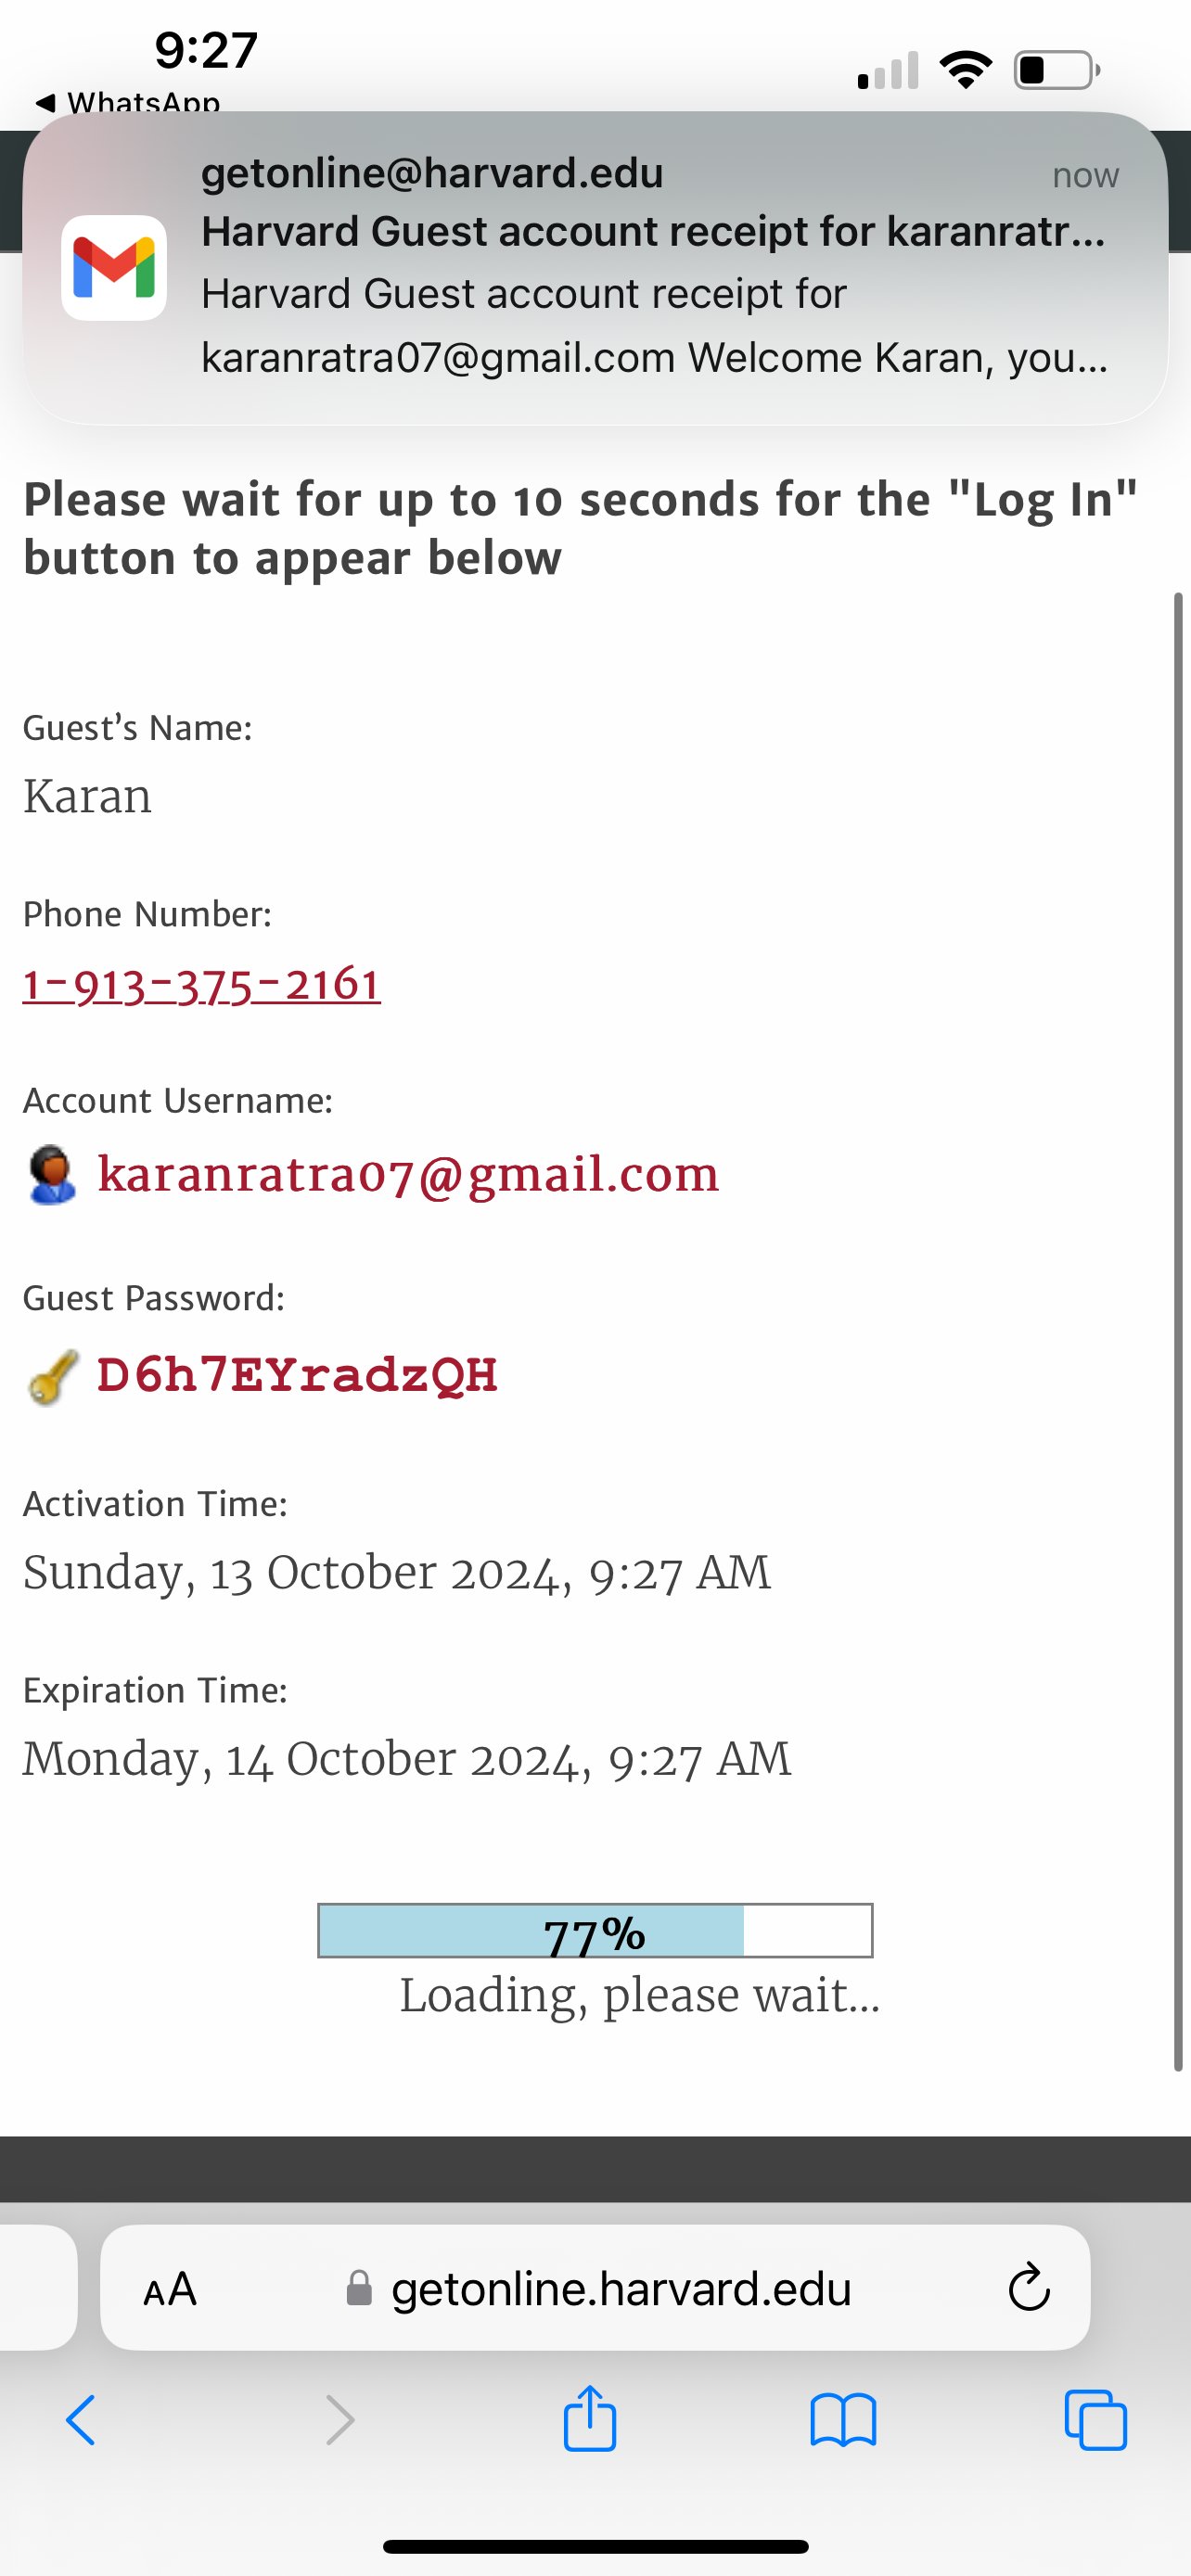 9:27
WhatsApp
getonline@harvard.edu
now
Harvard Guest account receipt for karanratr...
Harvard Guest account receipt for
karanratra07@gmail.com Welcome Karan, you...
Please wait for up to 10 seconds for the "Log In"
button to appear below
Guest’s Name:
Karan
Phone Number:
1-913-375-2161
Account Username:
karanratra07@gmail.com
Guest Password:
D6h7EYradzQH
Activation Time:
Sunday, 13 October 2024, 9:27 AM
Expiration Time:
Monday, 14 October 2024, 9:27 AM
77%
Loading, please wait...
AA
getonline.harvard.edu